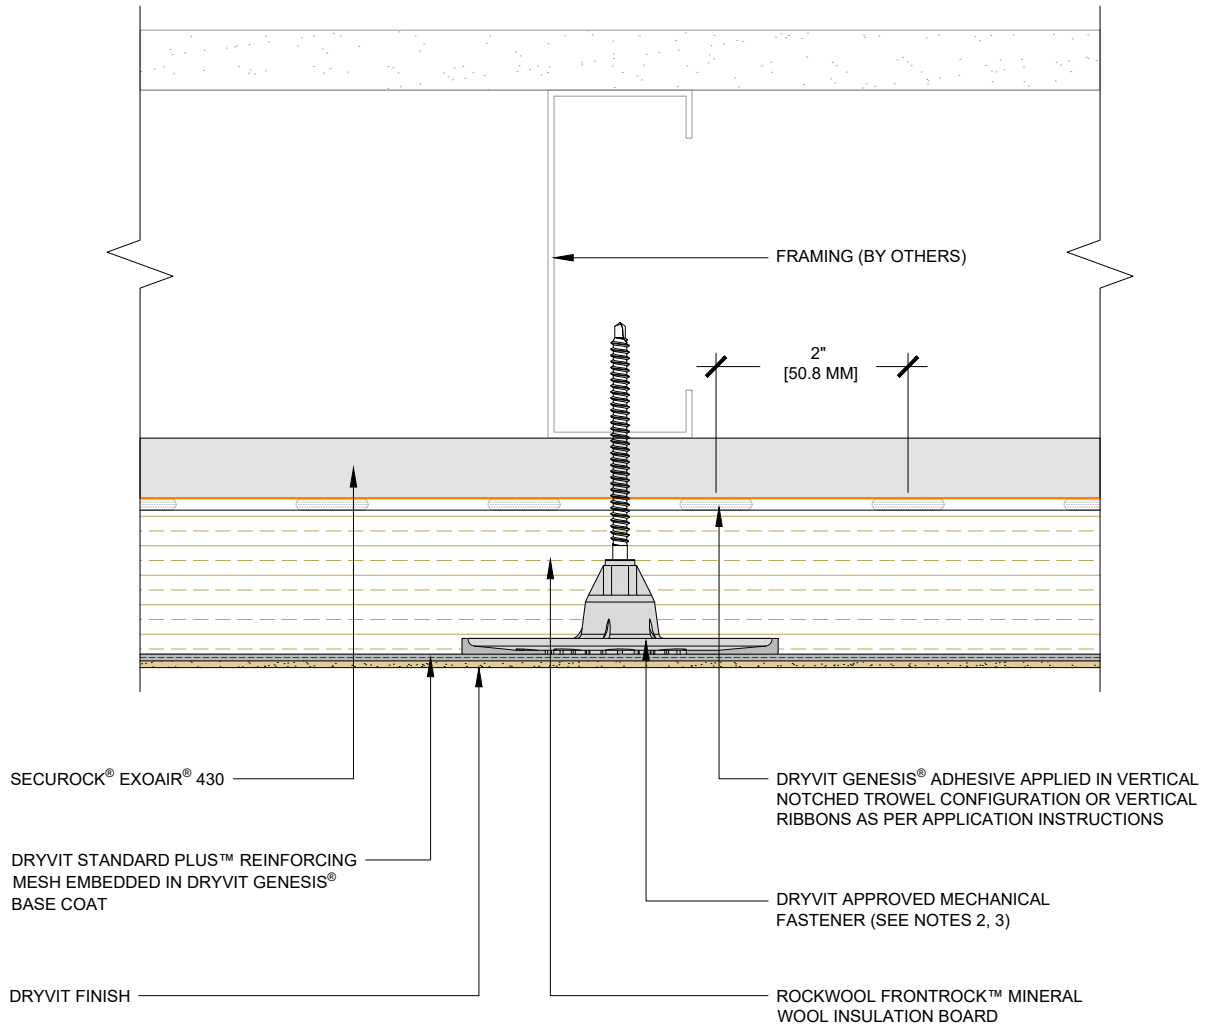 FRAMING (BY OTHERS)
2"
[50.8 MM]
SECUROCK® EXOAIR® 430
DRYVIT STANDARD PLUS™ REINFORCING
MESH EMBEDDED IN DRYVIT GENESIS®
BASE COAT
DRYVIT FINISH
DRYVIT GENESIS® ADHESIVE APPLIED IN VERTICAL
NOTCHED TROWEL CONFIGURATION OR VERTICAL
RIBBONS AS PER APPLICATION INSTRUCTIONS
DRYVIT APPROVED MECHANICAL
FASTENER (SEE NOTES 2, 3)
ROCKWOOL FRONTROCK™ MINERAL
WOOL INSULATION BOARD